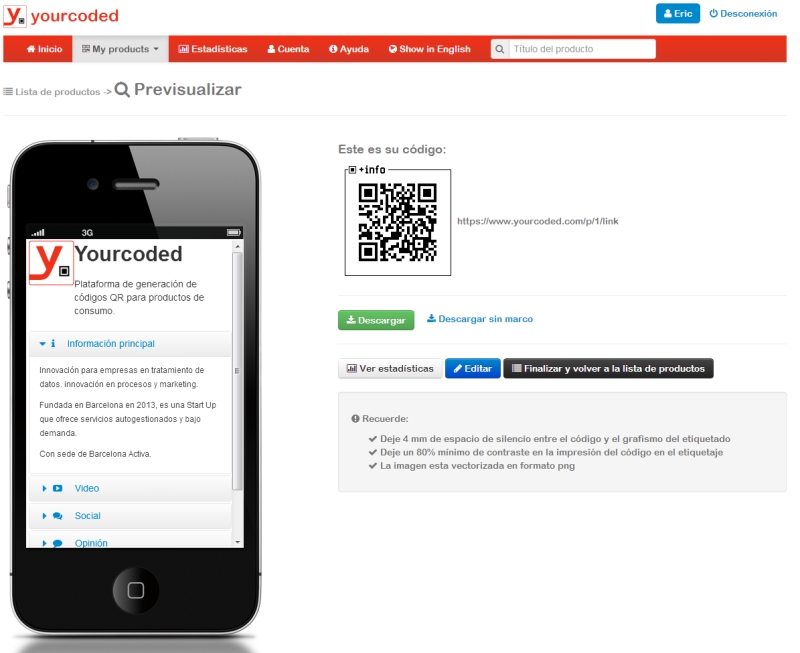 y. yourcoded
Eric Desconexión
Inicio My products Estadísticas Cuenta Ayuda Show in English Título del producto
Lista de productos -> Previsualizar
3G
y.
Yourcoded
Plataforma de generación de
códigos QR para productos de
consumo.
Información principal
Innovación para empresas en tratamiento de
datos. innovación en procesos y marketing.
Fundada en Barcelona en 2013, es una Start Up
que ofrece servicios autogestionados y bajo
demanda.
Con sede de Barcelona Activa.
Video
Social
Opinión
Este es su código:
+info
https://www.yourcoded.com/p/1/link
Descargar Descargar sin marco
Ver estadísticas Editar Finalizar y volver a la lista de productos
Recuerde:
Deje 4 mm de espacio de silencio entre el código y el grafismo del etiquetado
Deje un 80% mínimo de contraste en la impresión del código en el etiquetaje
La imagen esta vectorizada en formato png